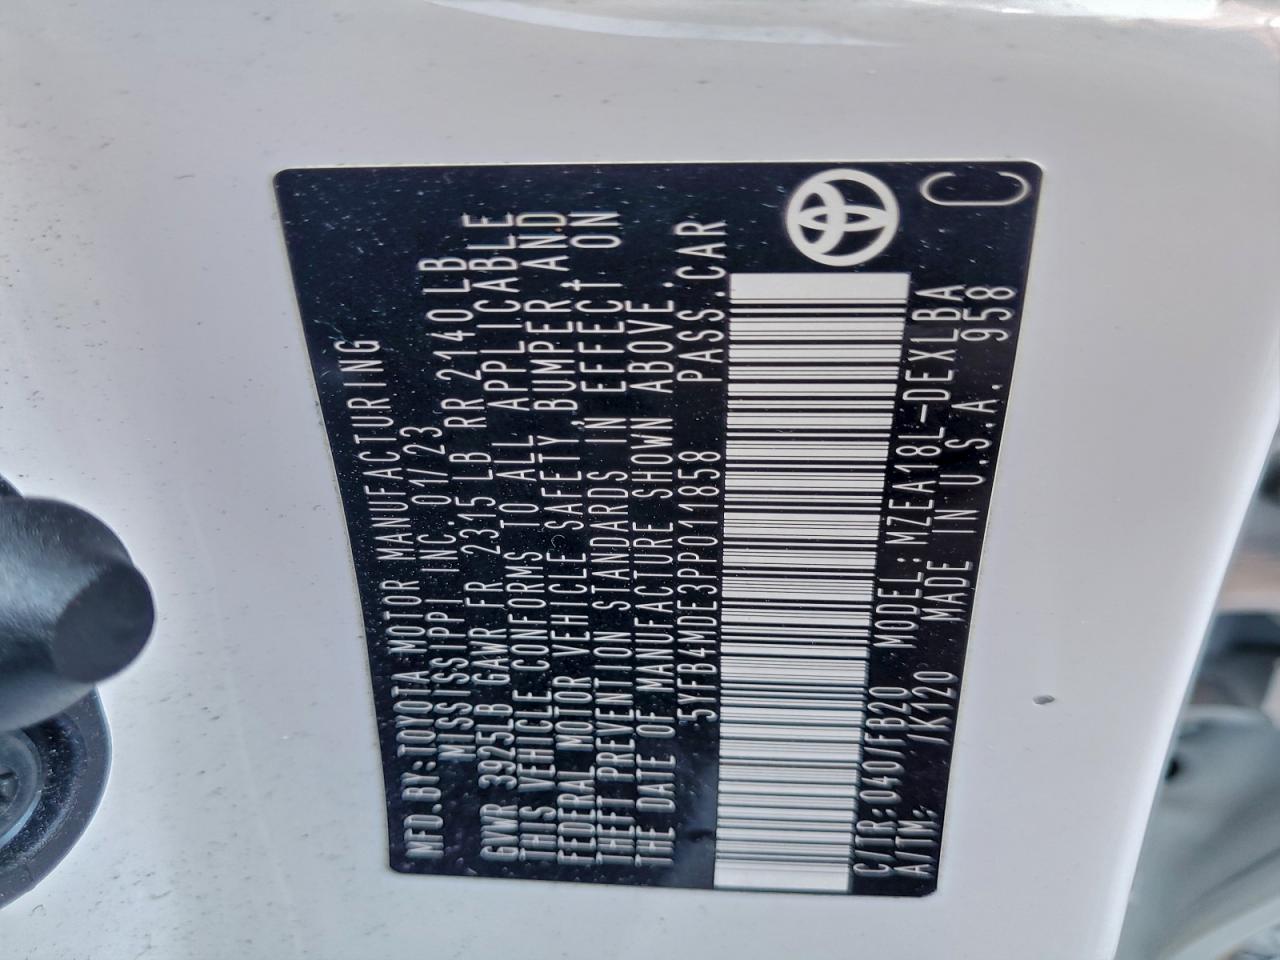 MFD.BY:TOYOTA MOTOR MANUFACTURING
MISSISSIPPI INC. 01/23
GVWR 3925LB GAWR FR 2315 LB RR 2140LB
THIS VEHICLE CONFORMS TO ALL APPLICABLE
FEDERAL MOTOR VEHICLE SAFETY, BUMPER, AND
THEFT PREVENTION STANDARDS IN EFFECT ON
THE DATE OF MANUFACTURE SHOWN ABOVE.
5YFB4MDE3PP011858 PASS.CAR
C/TR:040/FB20 MODEL:MZEA18L-DEXLBA
A/TM: /K120 MADE IN U.S.A. 958
C